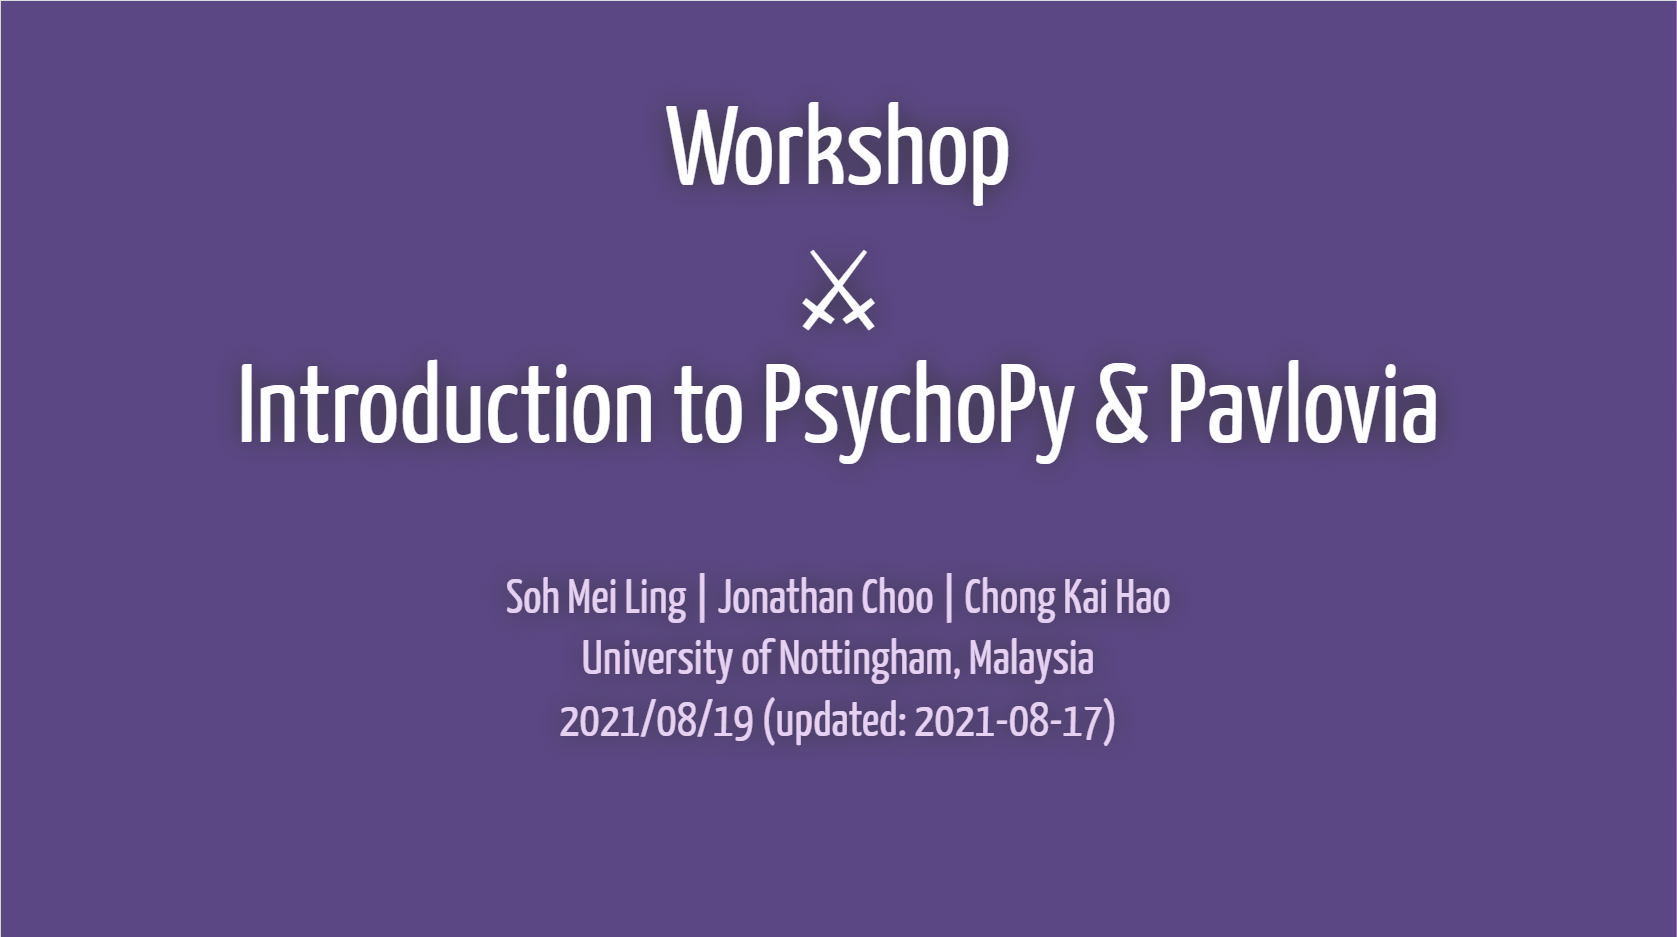 Workshop
⚔
Introduction to PsychoPy & Pavlovia
Soh Mei Ling | Jonathan Choo | Chong Kai Hao
University of Nottingham, Malaysia
2021/08/19 (updated: 2021-08-17)